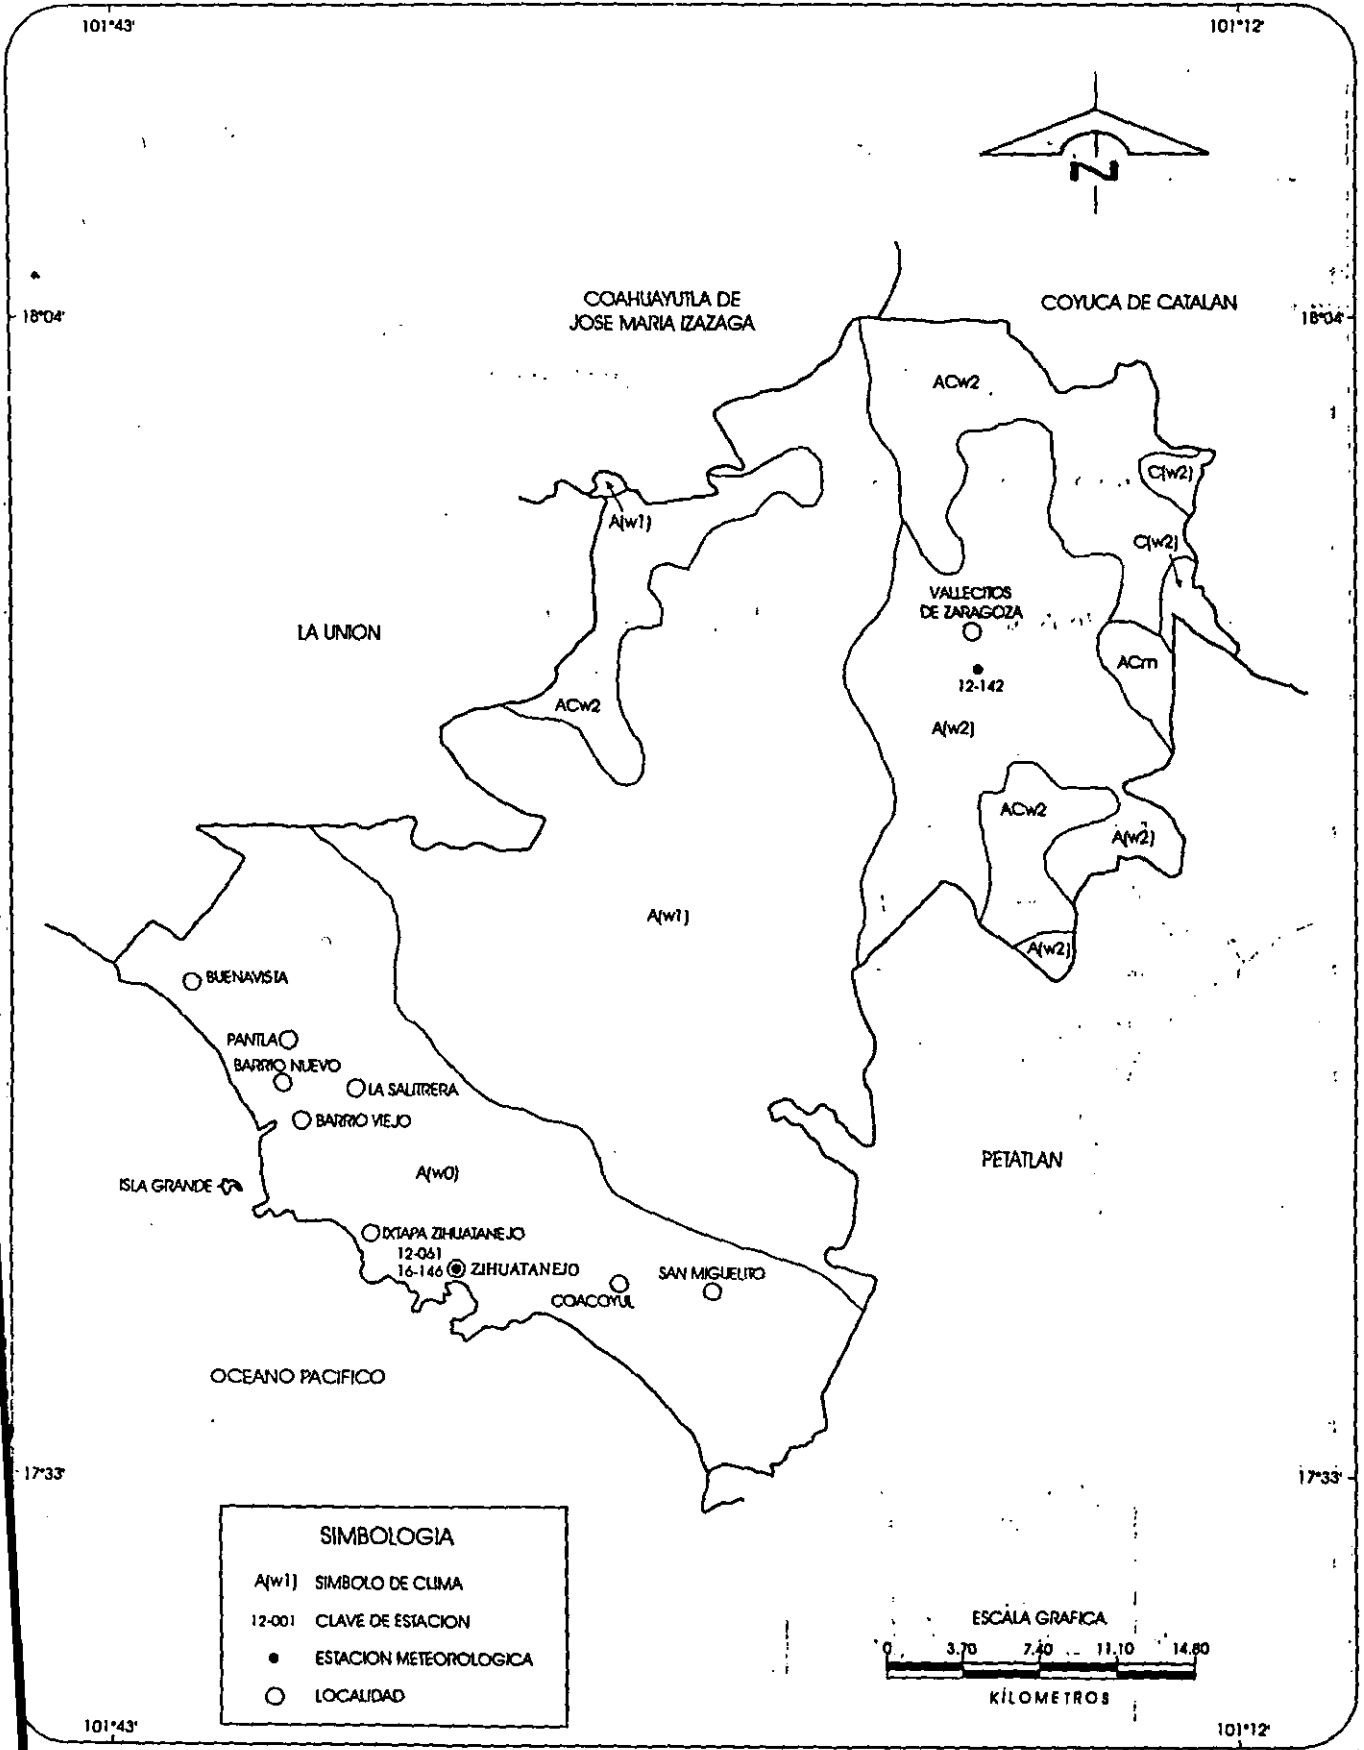 101°43'
101°12'
N
COAHUAYUTLA DE
JOSE MARIA IZAZAGA
COYUCA DE CATALAN
18°04'
18°04'
ACw2
C(w2)
A(w1)
C(w2)
VALLECITOS
DE ZARAGOZA
LA UNION
ACm
12-142
ACw2
A(w2)
ACw2
A(w2)
A(w1)
A(w2)
BUENAVISTA
PANTLA
BARRIO NUEVO
LA SALITRERA
BARRIO VIEJO
PETATLAN
A(w0)
ISLA GRANDE
IXTAPA ZIHUATANEJO
12-061
16-146
ZIHUATANEJO
SAN MIGUELITO
COACOYUL
OCEANO PACIFICO
17°33'
17°33'
SIMBOLOGIA
A(w1) SIMBOLO DE CLIMA
12-001 CLAVE DE ESTACION
ESTACION METEOROLOGICA
LOCALIDAD
ESCALA GRAFICA
0 3.70 7.40 11.10 14.80
KILOMETROS
101°43'
101°12'